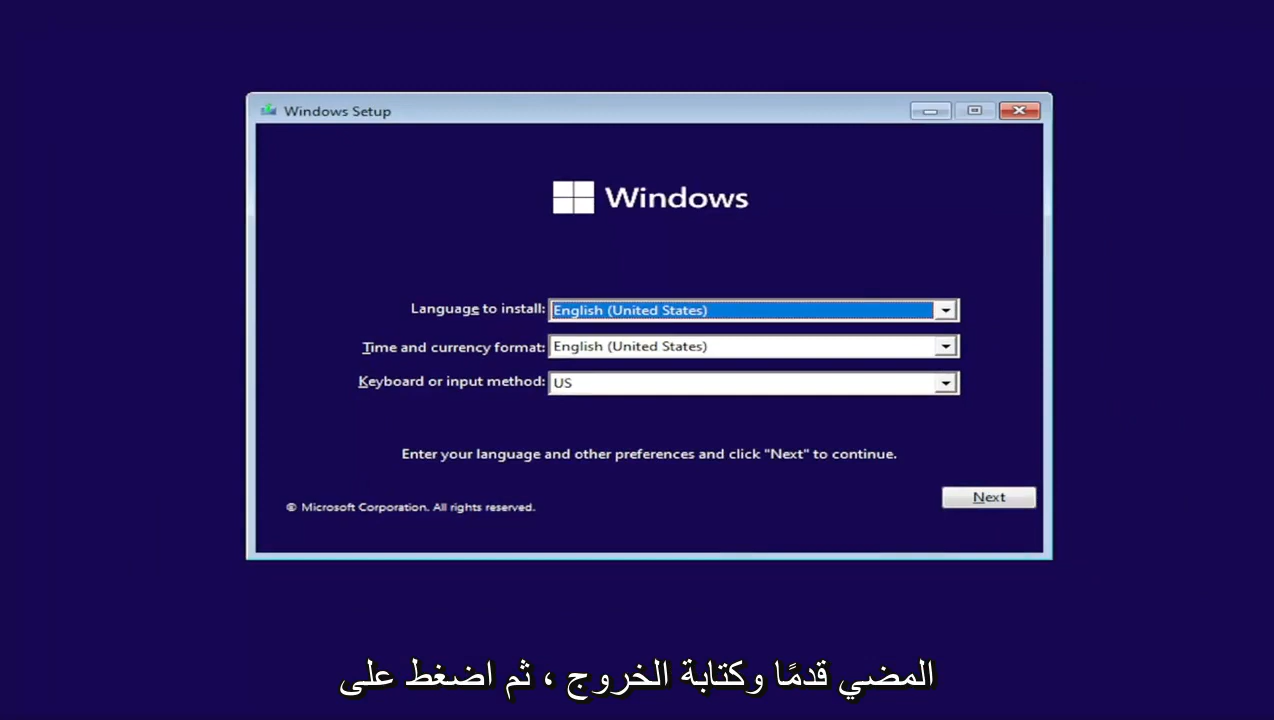 Windows Setup
Windows
Language to install: English (United States)
Time and currency format: English (United States)
Keyboard or input method: US
Enter your language and other preferences and click "Next" to continue.
Next
© Microsoft Corporation. All rights reserved.
المضي قدمًا وكتابة الخروج ، ثم اضغط على